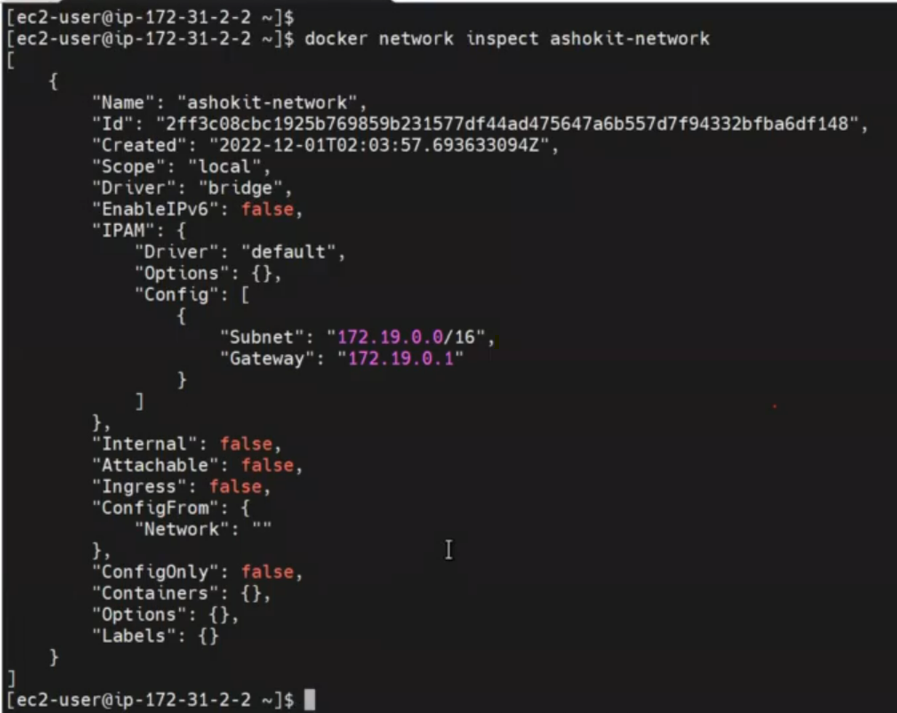 [ec2-user@ip-172-31-2-2 ~]$
[ec2-user@ip-172-31-2-2 ~]$ docker network inspect ashokit-network
[
    {
        "Name": "ashokit-network",
        "Id": "2ff3c08cbc1925b769859b231577df44ad475647a6b557d7f94332bfba6df148",
        "Created": "2022-12-01T02:03:57.693633094Z",
        "Scope": "local",
        "Driver": "bridge",
        "EnableIPv6": false,
        "IPAM": {
            "Driver": "default",
            "Options": {},
            "Config": [
                {
                    "Subnet": "172.19.0.0/16",
                    "Gateway": "172.19.0.1"
                }
            ]
        },
        "Internal": false,
        "Attachable": false,
        "Ingress": false,
        "ConfigFrom": {
            "Network": ""
        },
        "ConfigOnly": false,
        "Containers": {},
        "Options": {},
        "Labels": {}
    }
]
[ec2-user@ip-172-31-2-2 ~]$